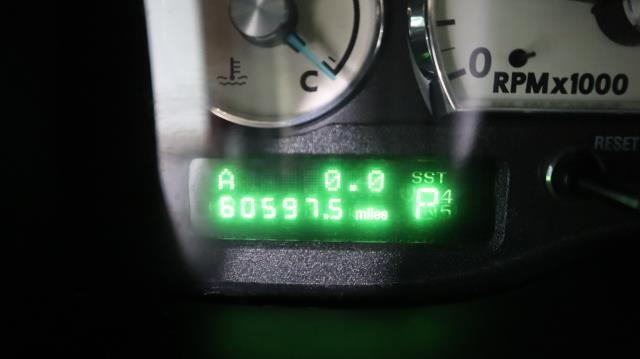 C
0
RPMx1000
RESET
A 0.0 SST
60597.5 miles P 4
5